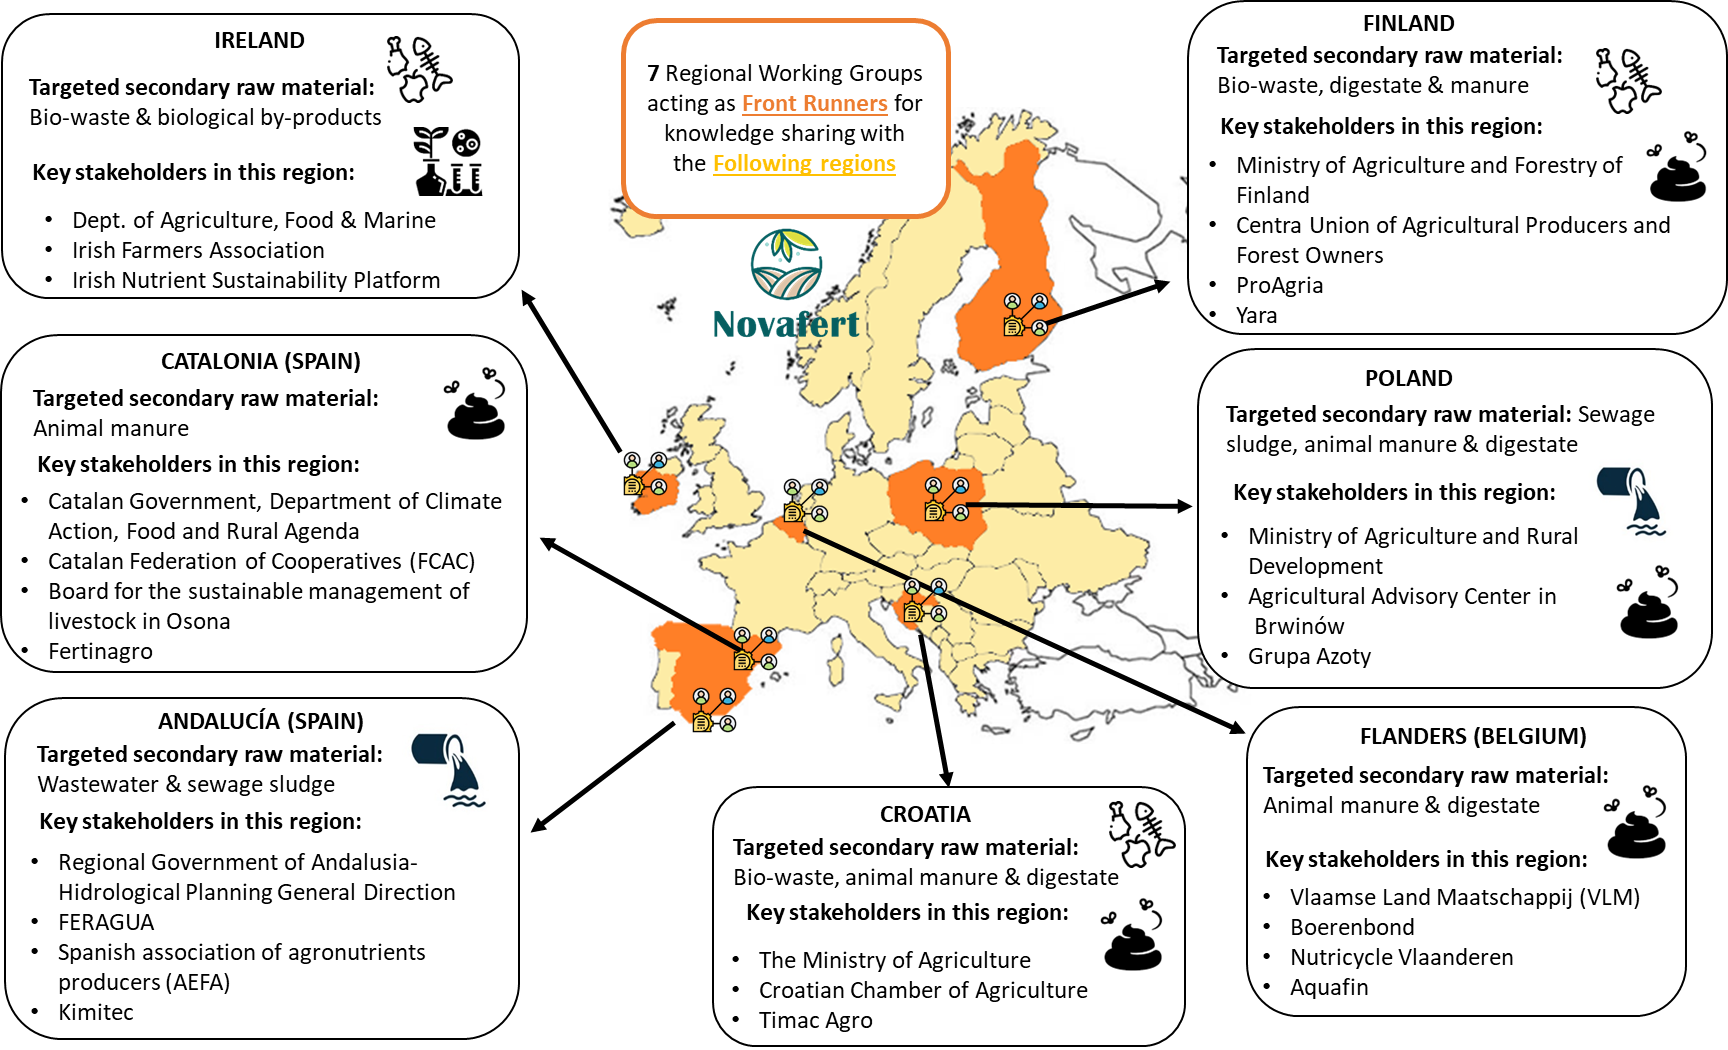 IRELAND
Targeted secondary raw material:
Bio-waste & biological by-products
Key stakeholders in this region:
• Dept. of Agriculture, Food & Marine
• Irish Farmers Association
• Irish Nutrient Sustainability Platform
7 Regional Working Groups
acting as Front Runners for
knowledge sharing with
the Following regions
Novafert
FINLAND
Targeted secondary raw material:
Bio-waste, digestate & manure
Key stakeholders in this region:
• Ministry of Agriculture and Forestry of
Finland
• Centra Union of Agricultural Producers and
Forest Owners
• ProAgria
• Yara
CATALONIA (SPAIN)
Targeted secondary raw material:
Animal manure
Key stakeholders in this region:
• Catalan Government, Department of Climate
Action, Food and Rural Agenda
• Catalan Federation of Cooperatives (FCAC)
• Board for the sustainable management of
livestock in Osona
• Fertinagro
POLAND
Targeted secondary raw material: Sewage
sludge, animal manure & digestate
Key stakeholders in this region:
• Ministry of Agriculture and Rural
Development
• Agricultural Advisory Center in
Brwinów
• Grupa Azoty
ANDALUCÍA (SPAIN)
Targeted secondary raw material:
Wastewater & sewage sludge
Key stakeholders in this region:
• Regional Government of Andalusia-
Hidrological Planning General Direction
• FERAGUA
• Spanish association of agronutrients
producers (AEFA)
• Kimitec
CROATIA
Targeted secondary raw material:
Bio-waste, animal manure & digestate
Key stakeholders in this region:
• The Ministry of Agriculture
• Croatian Chamber of Agriculture
• Timac Agro
FLANDERS (BELGIUM)
Targeted secondary raw material:
Animal manure & digestate
Key stakeholders in this region:
• Vlaamse Land Maatschappij (VLM)
• Boerenbond
• Nutricycle Vlaanderen
• Aquafin